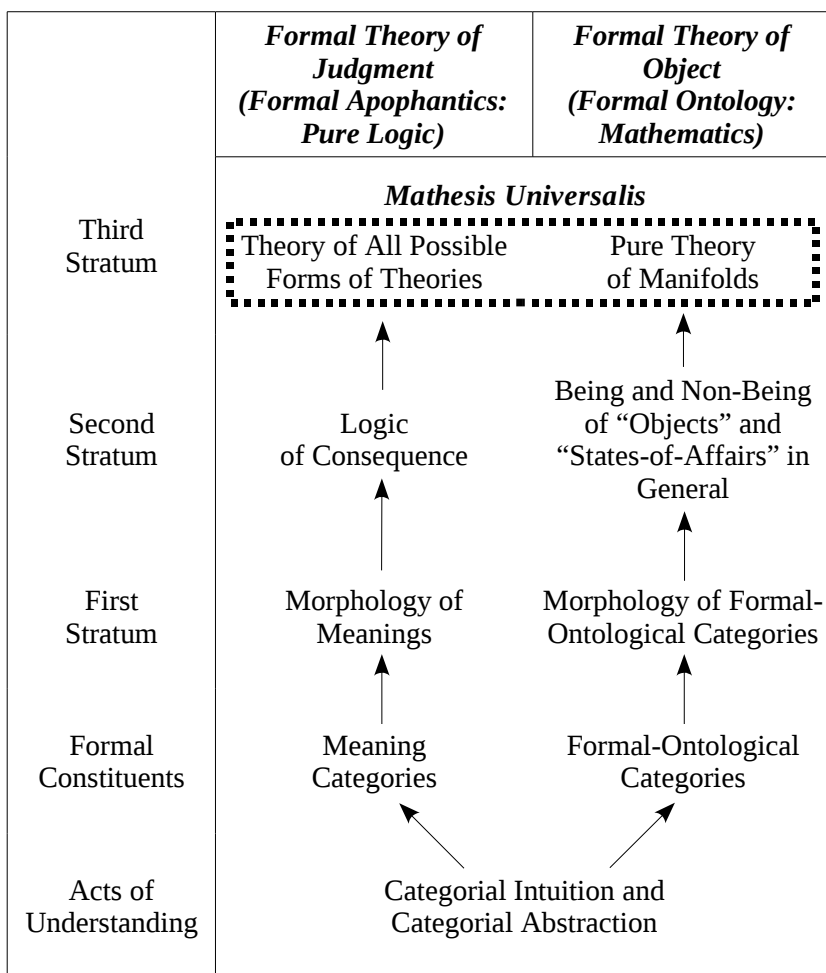 Formal Theory of
Judgment
(Formal Apophantics:
Pure Logic)
Formal Theory of
Object
(Formal Ontology:
Mathematics)
Mathesis Universalis
Third
Stratum
Theory of All Possible
Forms of Theories
Pure Theory
of Manifolds
Second
Stratum
Logic
of Consequence
Being and Non-Being
of “Objects” and
“States-of-Affairs” in
General
First
Stratum
Morphology of
Meanings
Morphology of Formal-
Ontological Categories
Formal
Constituents
Meaning
Categories
Formal-Ontological
Categories
Acts of
Understanding
Categorial Intuition and
Categorial Abstraction